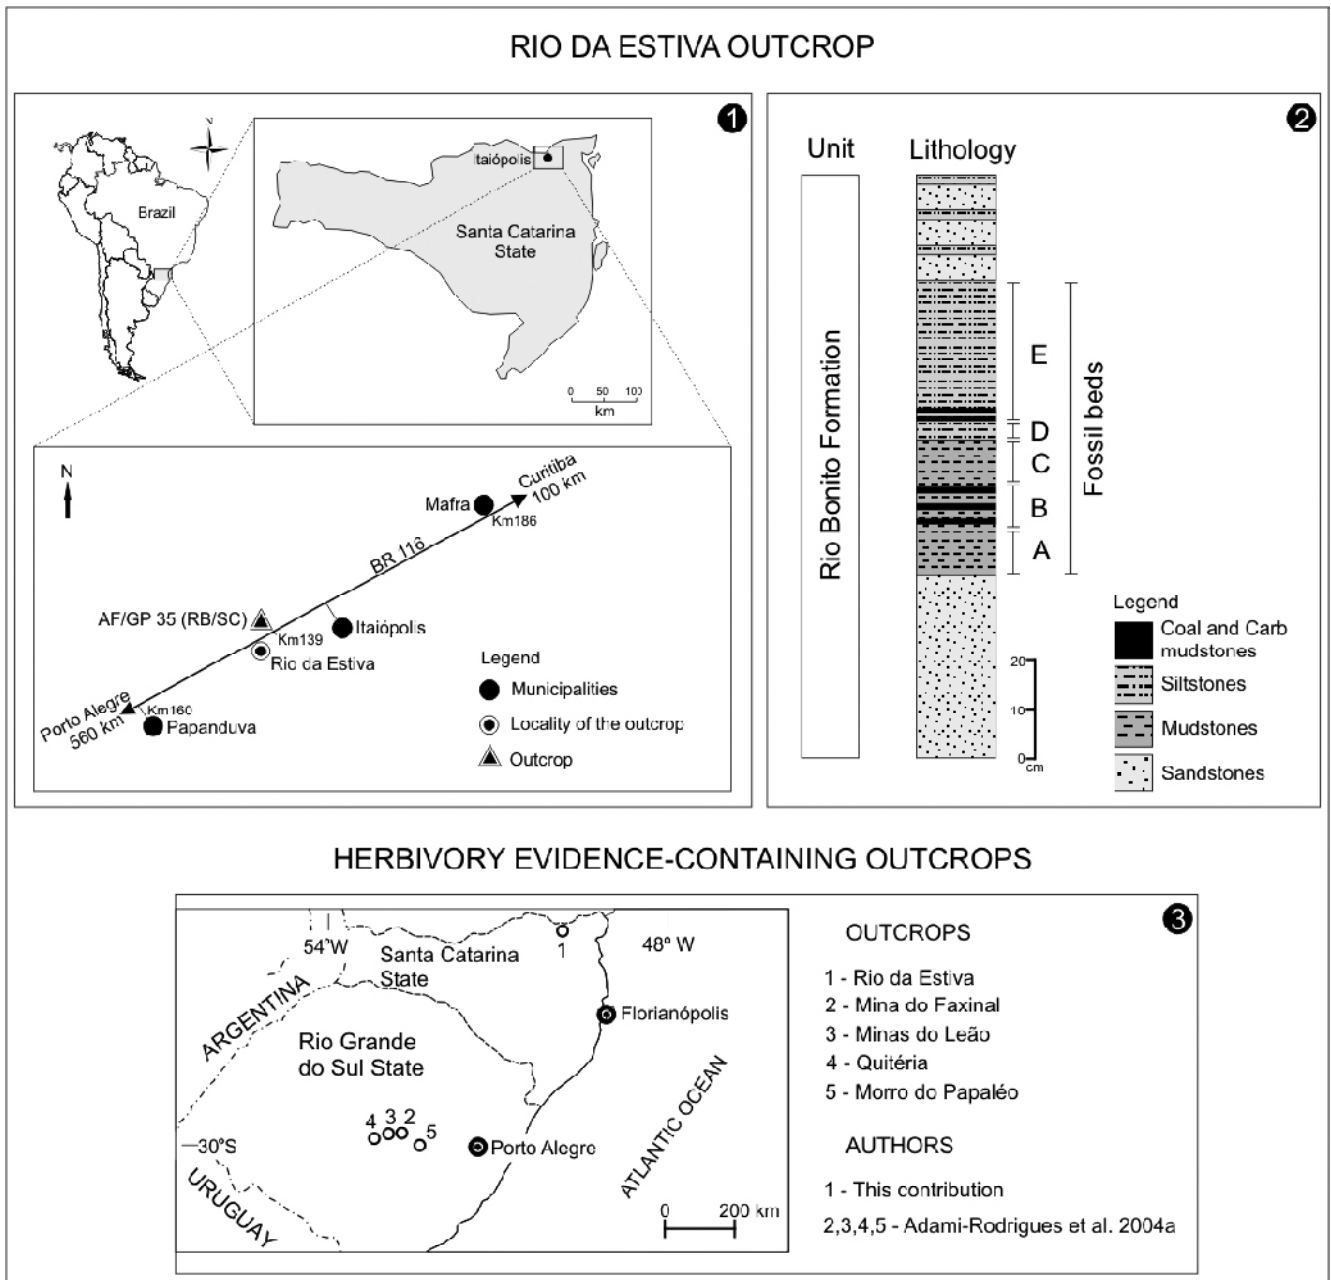 RIO DA ESTIVA OUTCROP
1
N
Brazil
Itaiópolis
Santa Catarina
State
0 50 100
km
N
Mafra
Curitiba
100 km
Km186
BR 116
AF/GP 35 (RB/SC)
Km139
Itaiópolis
Rio da Estiva
Porto Alegre
560 km
Km160
Papanduva
Legend
Municipalities
Locality of the outcrop
Outcrop
2
Unit
Lithology
Rio Bonito Formation
E
D
C
B
A
Fossil beds
20
10
0
cm
Legend
Coal and Carb
mudstones
Siltstones
Mudstones
Sandstones
HERBIVORY EVIDENCE-CONTAINING OUTCROPS
3
54°W
48° W
Santa Catarina
State
1
ARGENTINA
Florianópolis
Rio Grande
do Sul State
4 3 2 5
30°S
Porto Alegre
ATLANTIC OCEAN
URUGUAY
0 200 km
OUTCROPS
1 - Rio da Estiva
2 - Mina do Faxinal
3 - Minas do Leão
4 - Quitéria
5 - Morro do Papaléo
AUTHORS
1 - This contribution
2,3,4,5 - Adami-Rodrigues et al. 2004a